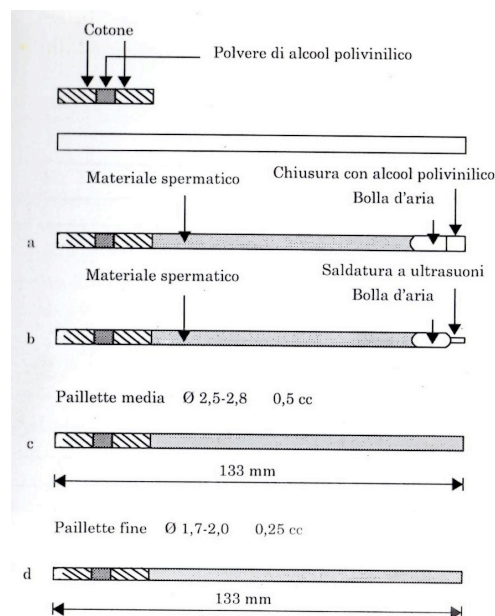 Cotone
Polvere di alcool polivinilico
Chiusura con alcool polivinilico
Materiale spermatico
Bolla d'aria
a
Saldatura a ultrasuoni
Materiale spermatico
Bolla d'aria
b
Paillette media Ø 2,5-2,8 0,5 cc
c
133 mm
Paillette fine Ø 1,7-2,0 0,25 cc
d
133 mm